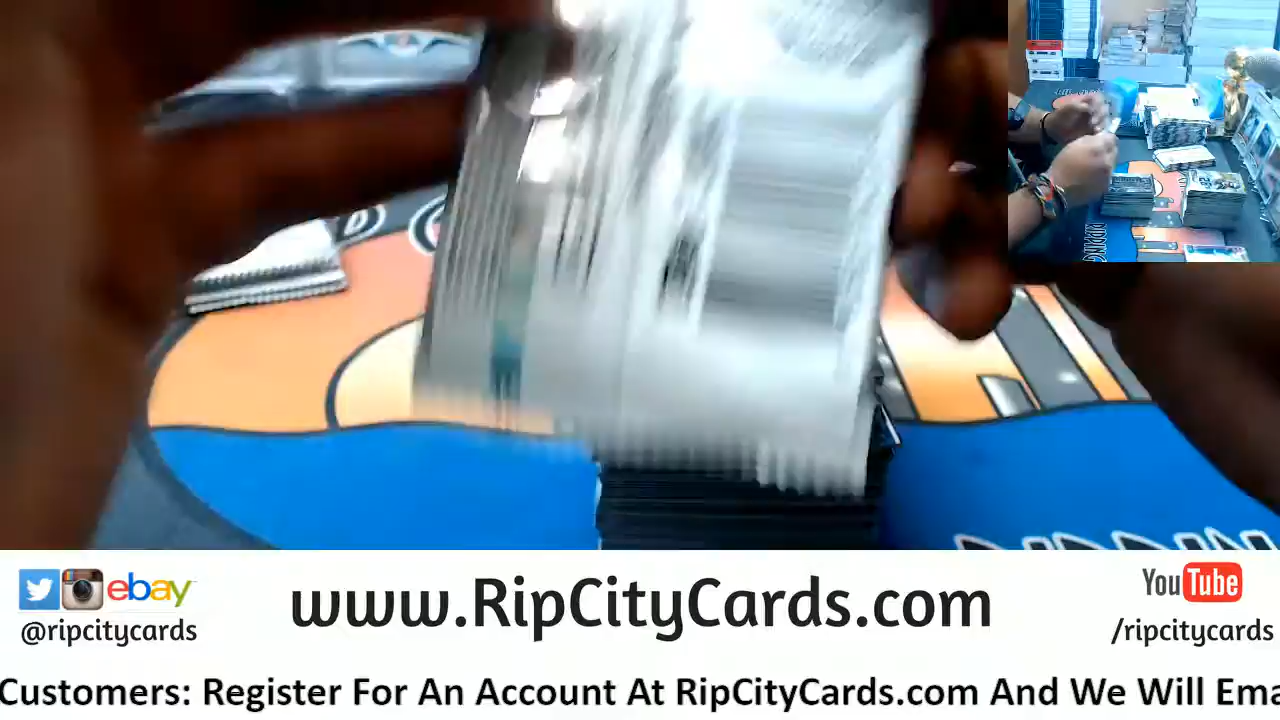 RIPPING
ebay
@ripcitycards
www.RipCityCards.com
YouTube
/ripcitycards
Customers: Register For An Account At RipCityCards.com And We Will Ema